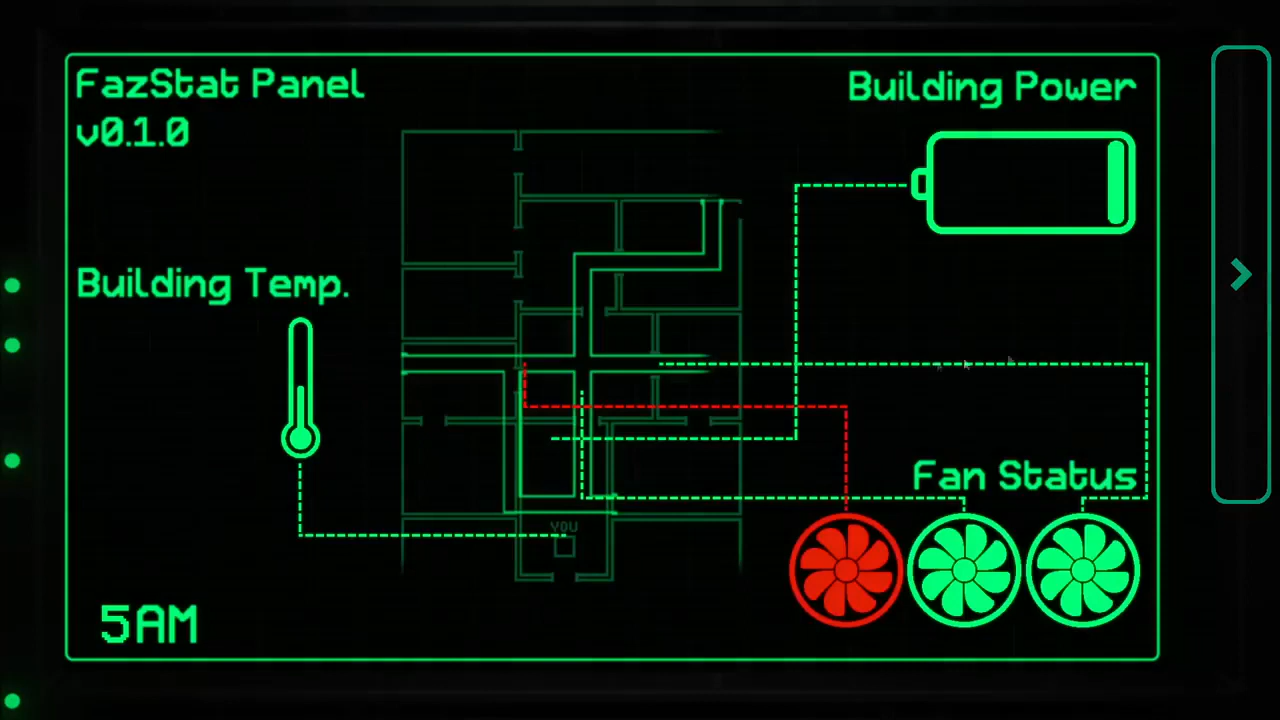 FazStat Panel
v0.1.0
Building Power
Building Temp.
Fan Status
YOU
5AM